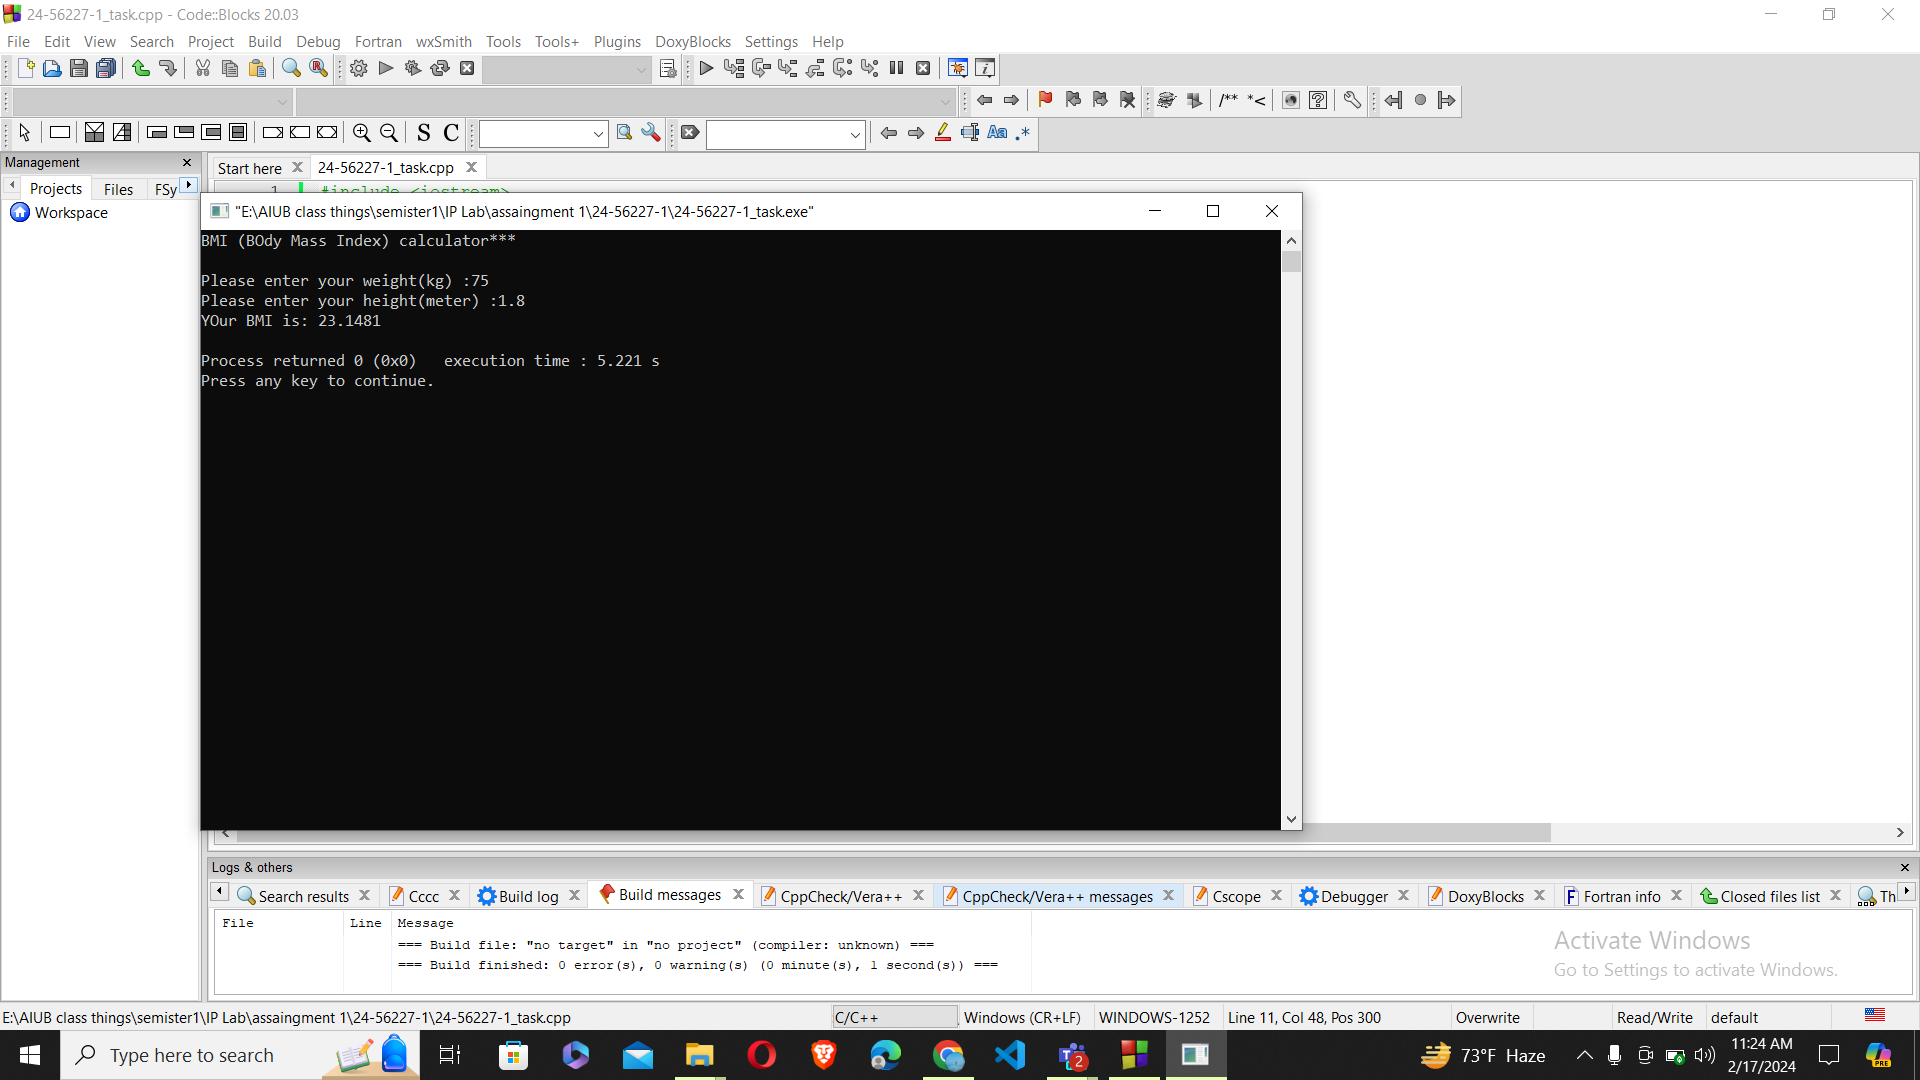 24-56227-1_task.cpp - Code::Blocks 20.03
File Edit View Search Project Build Debug Fortran wxSmith Tools Tools+ Plugins DoxyBlocks Settings Help
/** *<
S C
Aa .*
Management
Projects Files FSy
Workspace
Start here 24-56227-1_task.cpp
1 #include <iostream>
"E:\AIUB class things\semister1\IP Lab\assaingment 1\24-56227-1\24-56227-1_task.exe"
BMI (BOdy Mass Index) calculator***
Please enter your weight(kg) :75
Please enter your height(meter) :1.8
YOur BMI is: 23.1481
Process returned 0 (0x0) execution time : 5.221 s
Press any key to continue.
Logs & others
Search results Cccc Build log Build messages CppCheck/Vera++ CppCheck/Vera++ messages Cscope Debugger DoxyBlocks Fortran info Closed files list Th
File Line Message
=== Build file: "no target" in "no project" (compiler: unknown) ===
=== Build finished: 0 error(s), 0 warning(s) (0 minute(s), 1 second(s)) ===
Activate Windows
Go to Settings to activate Windows.
E:\AIUB class things\semister1\IP Lab\assaingment 1\24-56227-1\24-56227-1_task.cpp C/C++ Windows (CR+LF) WINDOWS-1252 Line 11, Col 48, Pos 300 Overwrite Read/Write default
Type here to search 2 73°F Haze 11:24 AM
2/17/2024
PRE